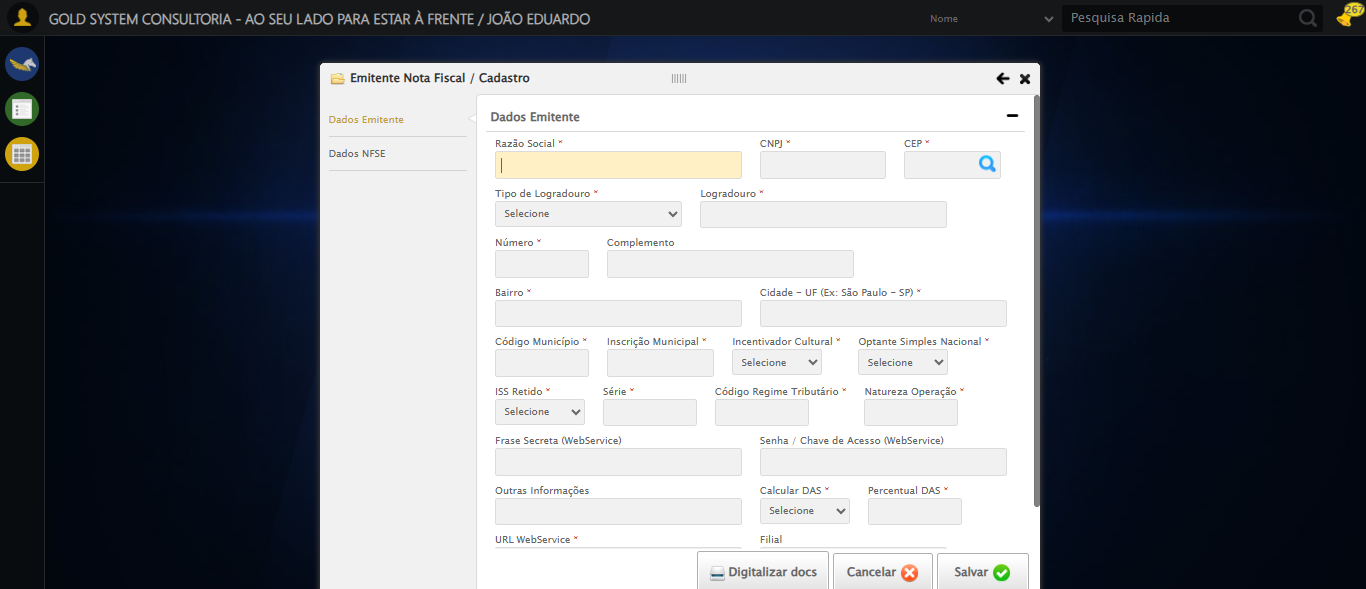 GOLD SYSTEM CONSULTORIA - AO SEU LADO PARA ESTAR À FRENTE / JOÃO EDUARDO
Nome
Pesquisa Rapida
267
Emitente Nota Fiscal / Cadastro
Dados Emitente
Dados NFSE
Dados Emitente
Razão Social * CNPJ * CEP *
Tipo de Logradouro * Logradouro *
Selecione
Número * Complemento
Bairro * Cidade - UF (Ex: São Paulo - SP) *
Código Município * Inscrição Municipal * Incentivador Cultural * Optante Simples Nacional *
Selecione Selecione
ISS Retido * Série * Código Regime Tributário * Natureza Operação *
Selecione
Frase Secreta (WebService) Senha / Chave de Acesso (WebService)
Outras Informações Calcular DAS * Percentual DAS *
Selecione
URL WebService * Filial
Digitalizar docs Cancelar Salvar